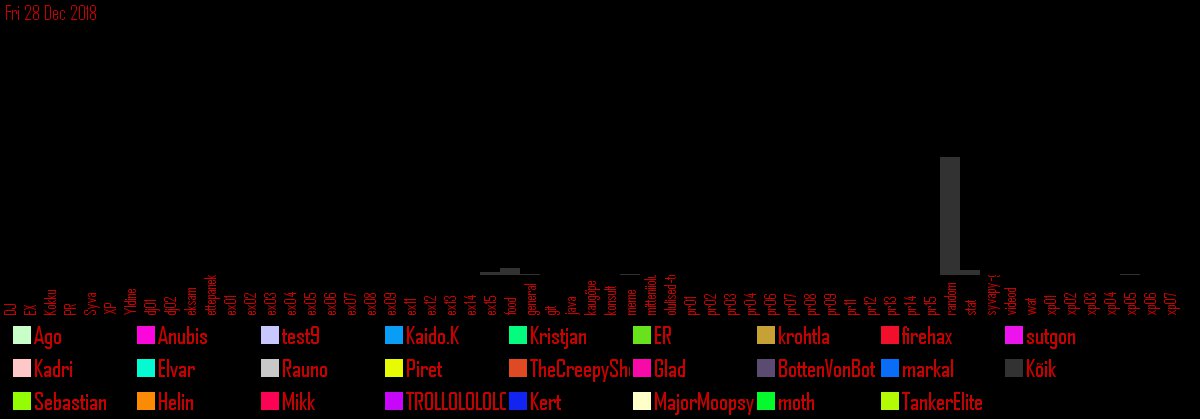 Fri 28 Dec 2018
DJ EX Kokku PR Syva XP Yldine dj01 dj02 eksam ettepanek ex01 ex02 ex03 ex04 ex05 ex06 ex07 ex08 ex09 ex11 ex12 ex13 ex14 ex15 food general git java kaugõpe konsult meme mitteniloL olulised-h pr01 pr02 pr03 pr04 pr06 pr07 pr08 pr09 pr11 pr12 pr13 pr14 pr15 random stat videod wat xp01 xp02 xp03 xp04 xp05 xp06 xp07
Ago Anubis test9 Kaido.K Kristjan ER krohtla firehax sutgon
Kadri Elvar Rauno Piret TheCreepySh Glad BottenVonBot markal Kõik
Sebastian Helin Mikk TROLLOLOLOLO Kert MajorMoopsy moth TankerElite